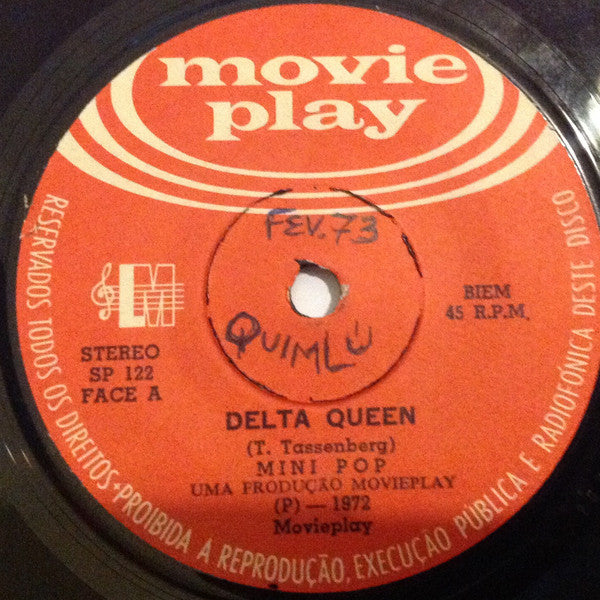 movie
play
FEV. 73
QUIMLÚ
STEREO
SP 122
FACE A
BIEM
45 R.P.M.
DELTA QUEEN
(T. Tassenberg)
MINI POP
UMA PRODUÇÃO MOVIEPLAY
(P) — 1972
Movieplay
RESERVADOS TODOS OS DIREITOS • PROIBIDA A REPRODUÇÃO, EXECUÇÃO PÚBLICA E RADIOFÓNICA DESTE DISCO